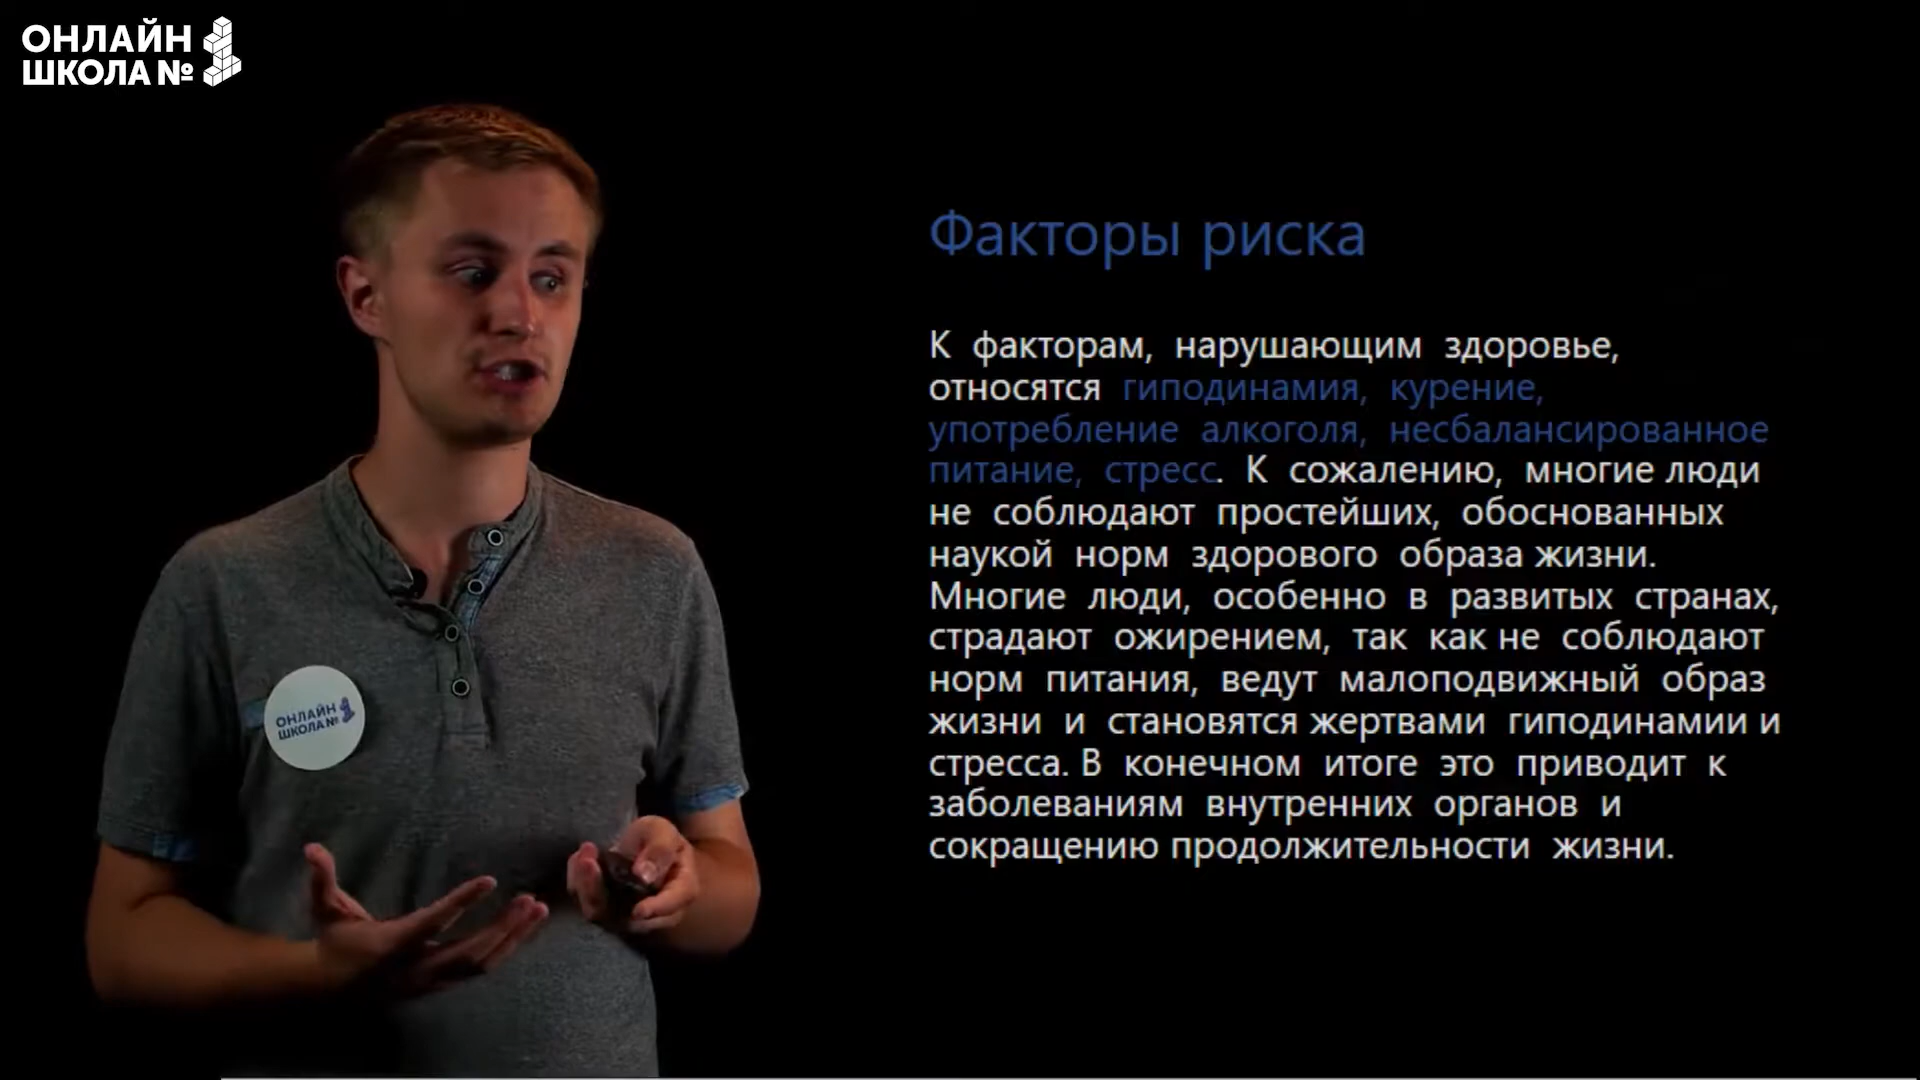 ОНЛАЙН
ШКОЛА №1
Факторы риска
К факторам, нарушающим здоровье,
относятся гиподинамия, курение,
употребление алкоголя, несбалансированное
питание, стресс. К сожалению, многие люди
не соблюдают простейших, обоснованных
наукой норм здорового образа жизни.
Многие люди, особенно в развитых странах,
страдают ожирением, так как не соблюдают
норм питания, ведут малоподвижный образ
жизни и становятся жертвами гиподинамии и
стресса. В конечном итоге это приводит к
заболеваниям внутренних органов и
сокращению продолжительности жизни.
ОНЛАЙН
ШКОЛА №1